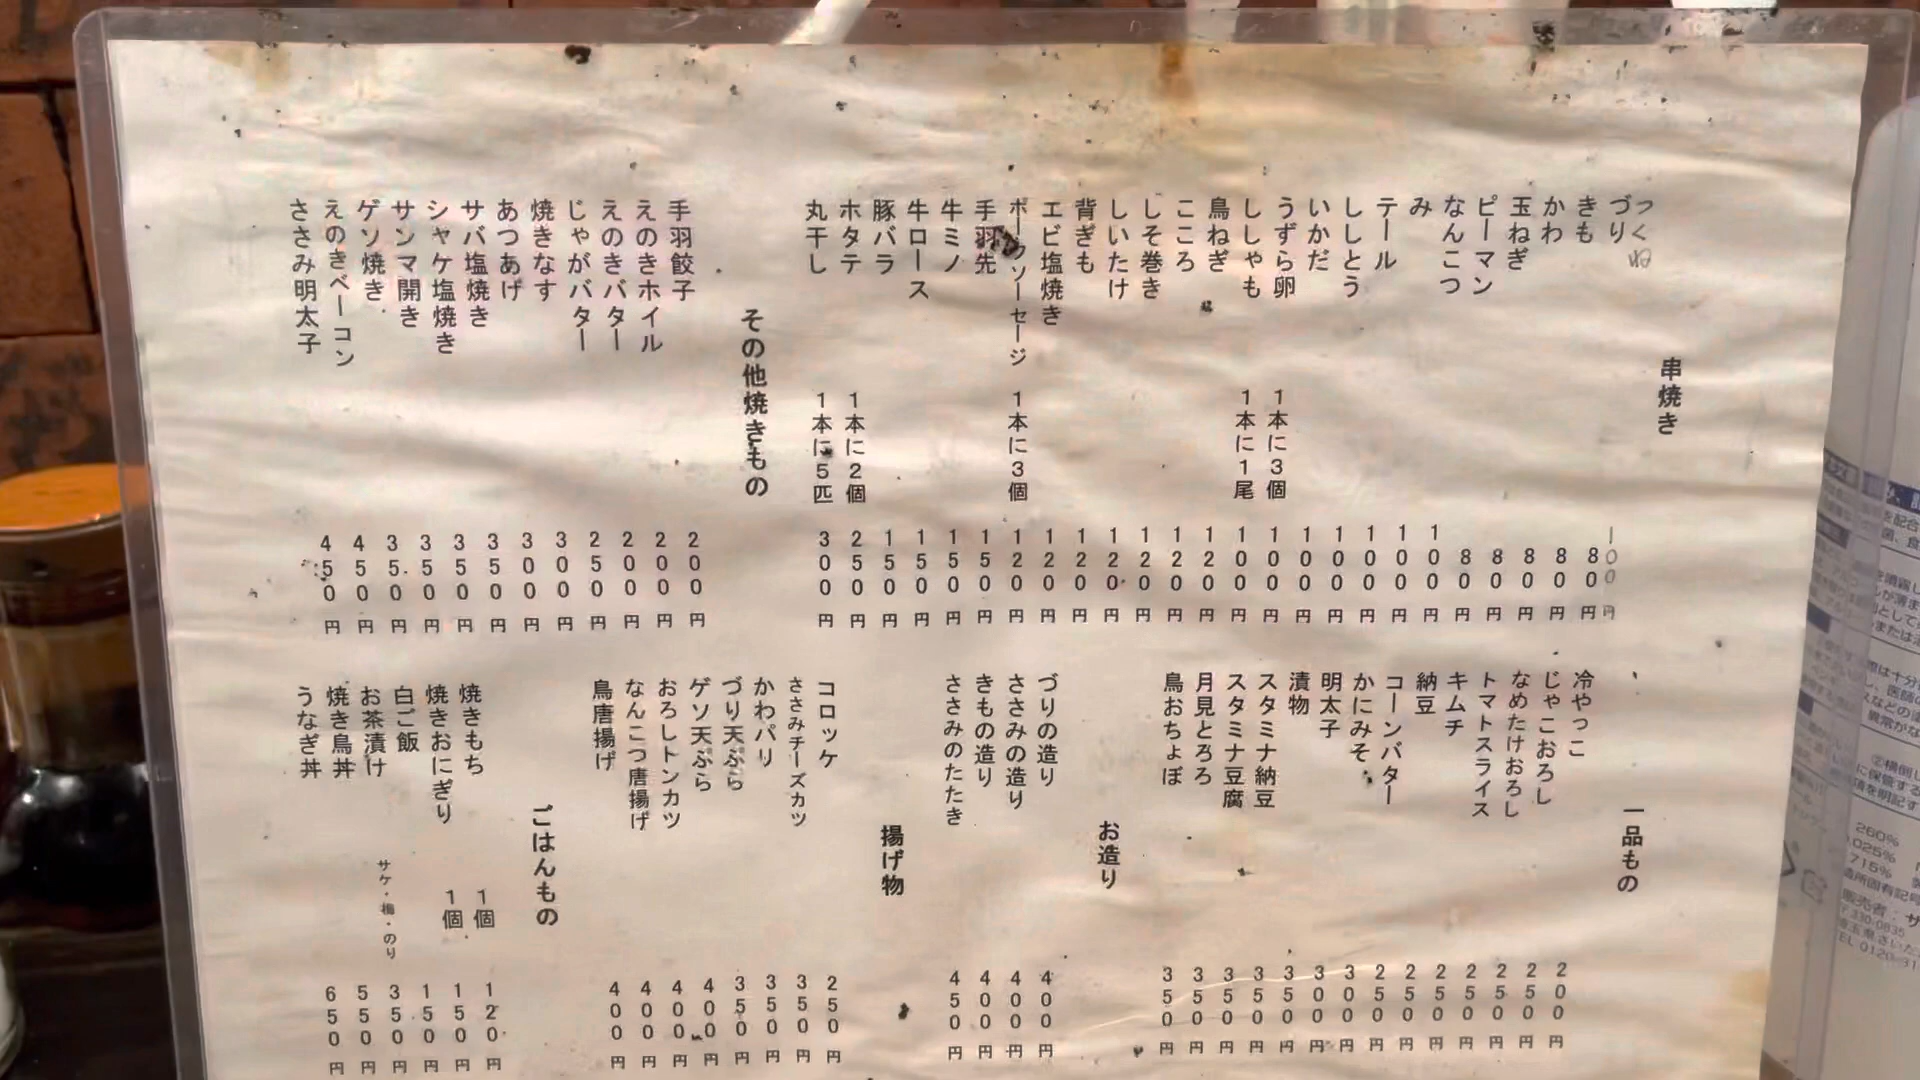 串焼き
つくね 100円
づり 80円
きも 80円
かわ 80円
玉ねぎ 80円
ピーマン 80円
なんこつ 100円
み 100円
テール 100円
ししとう 100円
いかだ 100円
うずら卵 1本に3個 100円
ししゃも 1本に1尾 100円
鳥ねぎ 120円
こころ 120円
しそ巻き 120円
しいたけ 120円
背ぎも 120円
エビ塩焼き 120円
ポークソーセージ 1本に3個 120円
手羽先 150円
牛ミノ 150円
牛ロース 150円
豚バラ 150円
ホタテ 1本に2個 250円
丸干し 1本に5匹 300円
その他焼きもの
手羽餃子 200円
えのきホイル 200円
えのきバター 200円
じゃがバター 250円
焼きなす 300円
あつあげ 300円
サバ塩焼き 350円
シャケ塩焼き 350円
サンマ開き 350円
ゲソ焼き 350円
えのきベーコン 450円
ささみ明太子 450円
一品もの
冷やっこ 200円
じゃこおろし 250円
なめたけおろし 250円
トマトスライス 250円
キムチ 250円
納豆 250円
コーンバター 250円
かにみそ 300円
明太子 300円
漬物 350円
スタミナ納豆 350円
スタミナ豆腐 350円
月見とろろ 350円
鳥おちょぼ 350円
お造り
づりの造り 400円
ささみの造り 400円
きもの造り 400円
ささみのたたき 450円
揚げ物
コロッケ 250円
ささみチーズカツ 350円
かわパリ 350円
づり天ぷら 350円
ゲソ天ぷら 400円
おろしトンカツ 400円
なんこつ唐揚げ 400円
鳥唐揚げ 400円
ごはんもの
焼きもち 1個 120円
焼きおにぎり 1個 150円
白ご飯 150円
お茶漬け サケ・梅・のり 350円
焼き鳥丼 550円
うなぎ丼 650円